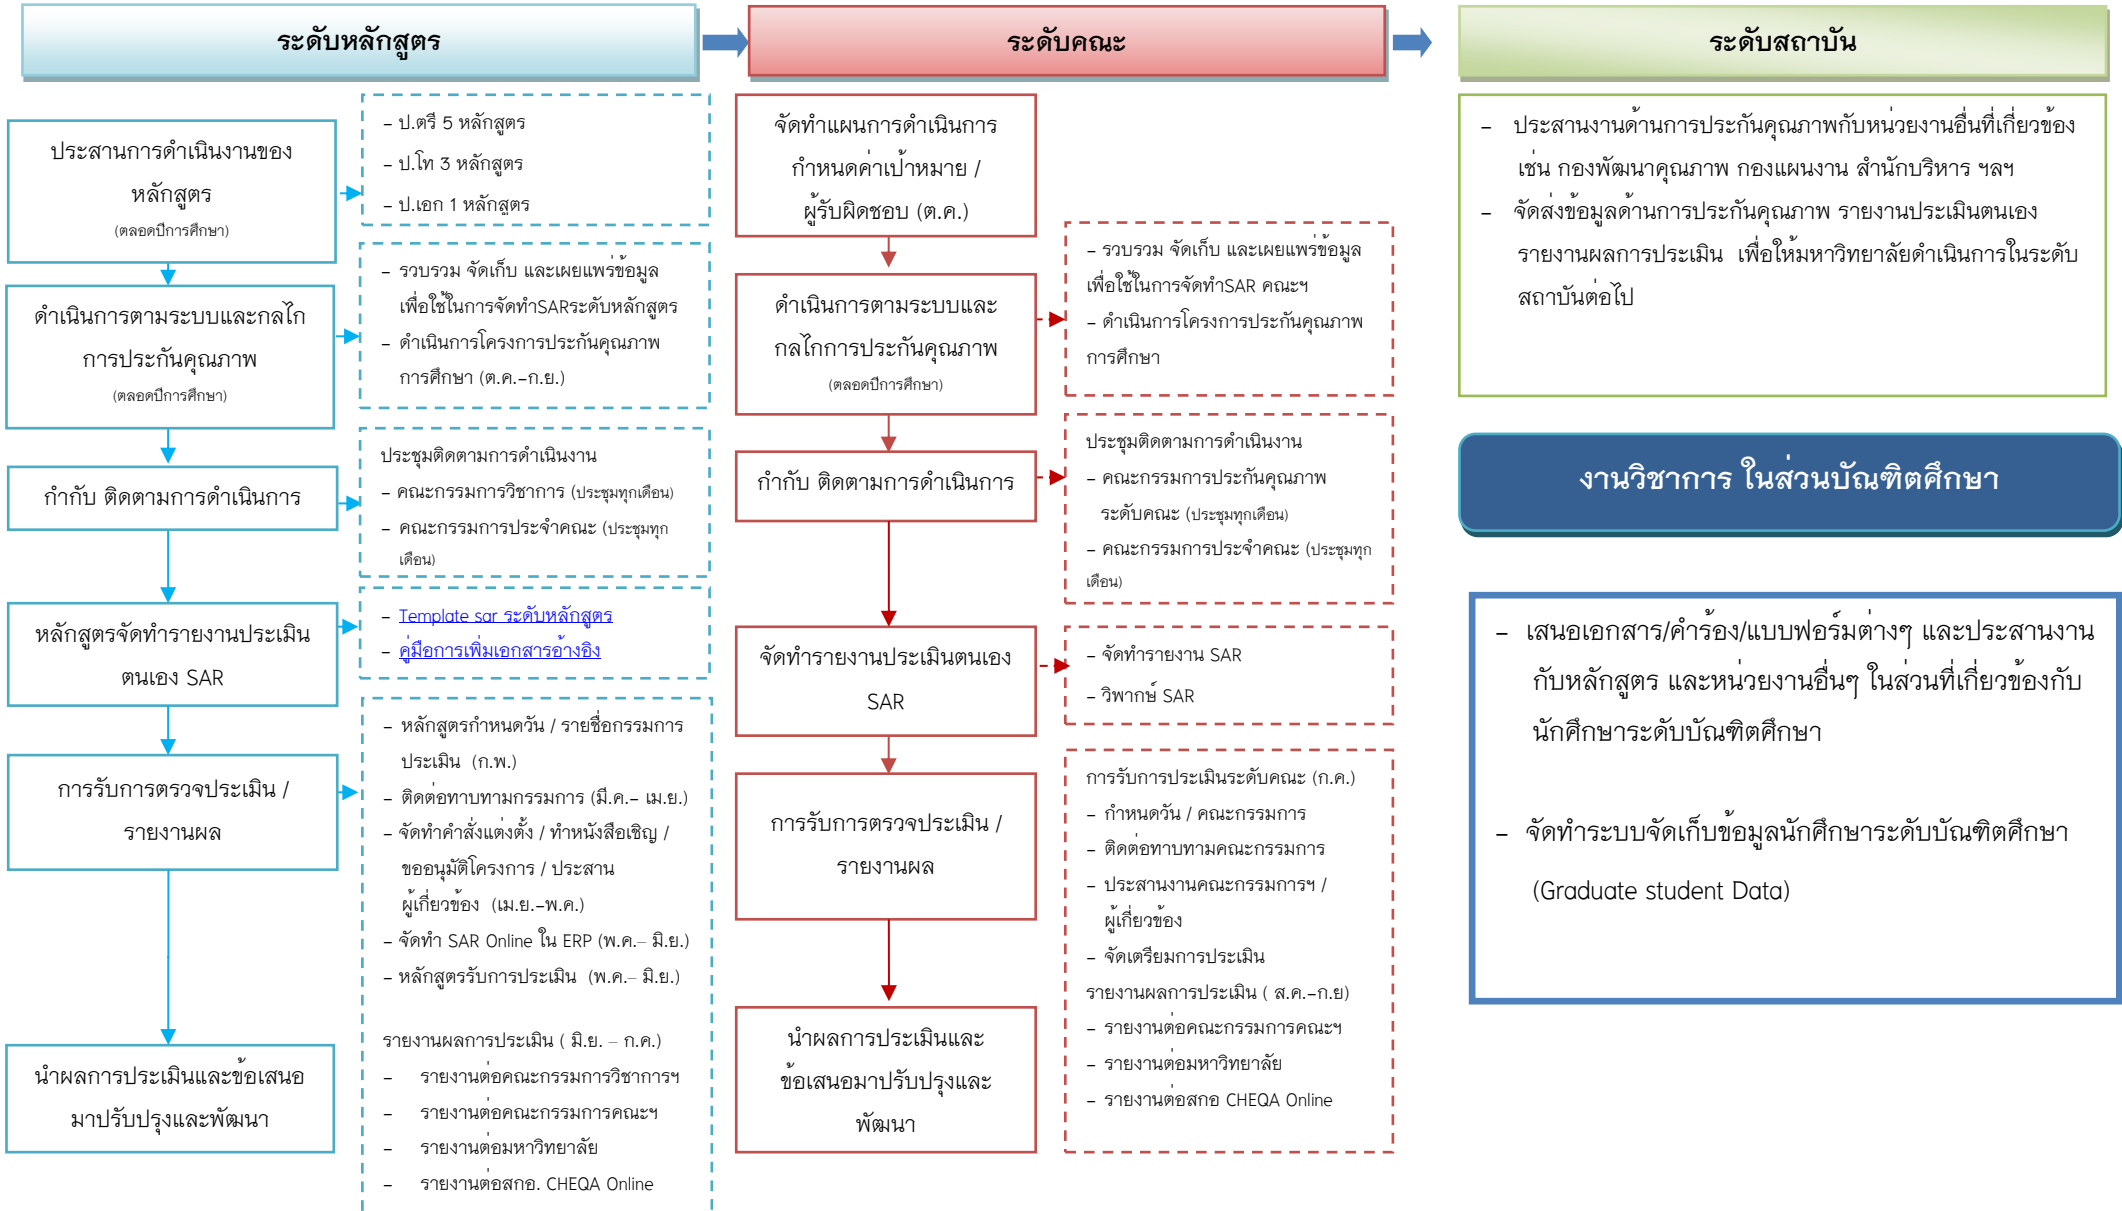 ระดับหลักสูตร
ระดับคณะ
ระดับสถาบัน
ประสานการดำเนินงานของ
หลักสูตร
(ตลอดปีการศึกษา)
– ป.ตรี 5 หลักสูตร
– ป.โท 3 หลักสูตร
– ป.เอก 1 หลักสูตร
ดำเนินการตามระบบและกลไก
การประกันคุณภาพ
(ตลอดปีการศึกษา)
– รวบรวม จัดเก็บ และเผยแพร่ข้อมูล
เพื่อใช้ในการจัดทำSARระดับหลักสูตร
– ดำเนินการโครงการประกันคุณภาพ
การศึกษา (ต.ค.–ก.ย.)
กำกับ ติดตามการดำเนินการ
ประชุมติดตามการดำเนินงาน
– คณะกรรมการวิชาการ (ประชุมทุกเดือน)
– คณะกรรมการประจำคณะ (ประชุมทุก
เดือน)
หลักสูตรจัดทำรายงานประเมิน
ตนเอง SAR
– Template sar ระดับหลักสูตร
– คู่มือการเพิ่มเอกสารอ้างอิง
การรับการตรวจประเมิน /
รายงานผล
– หลักสูตรกำหนดวัน / รายชื่อกรรมการ
ประเมิน (ก.พ.)
– ติดต่อทาบทามกรรมการ (มี.ค.– เม.ย.)
– จัดทำคำสั่งแต่งตั้ง / ทำหนังสือเชิญ /
ขออนุมัติโครงการ / ประสาน
ผู้เกี่ยวข้อง (เม.ย.–พ.ค.)
– จัดทำ SAR Online ใน ERP (พ.ค.– มิ.ย.)
– หลักสูตรรับการประเมิน (พ.ค.– มิ.ย.)
รายงานผลการประเมิน ( มิ.ย. – ก.ค.)
– รายงานต่อคณะกรรมการวิชาการฯ
– รายงานต่อคณะกรรมการคณะฯ
– รายงานต่อมหาวิทยาลัย
– รายงานต่อสกอ. CHEQA Online
นำผลการประเมินและข้อเสนอ
มาปรับปรุงและพัฒนา
จัดทำแผนการดำเนินการ
กำหนดค่าเป้าหมาย /
ผู้รับผิดชอบ (ต.ค.)
ดำเนินการตามระบบและ
กลไกการประกันคุณภาพ
(ตลอดปีการศึกษา)
– รวบรวม จัดเก็บ และเผยแพร่ข้อมูล
เพื่อใช้ในการจัดทำSAR คณะฯ
– ดำเนินการโครงการประกันคุณภาพ
การศึกษา
กำกับ ติดตามการดำเนินการ
ประชุมติดตามการดำเนินงาน
– คณะกรรมการประกันคุณภาพ
ระดับคณะ (ประชุมทุกเดือน)
– คณะกรรมการประจำคณะ (ประชุมทุก
เดือน)
จัดทำรายงานประเมินตนเอง
SAR
– จัดทำรายงาน SAR
– วิพากษ์ SAR
การรับการตรวจประเมิน /
รายงานผล
การรับการประเมินระดับคณะ (ก.ค.)
– กำหนดวัน / คณะกรรมการ
– ติดต่อทาบทามคณะกรรมการ
– ประสานงานคณะกรรมการฯ /
ผู้เกี่ยวข้อง
– จัดเตรียมการประเมิน
รายงานผลการประเมิน ( ส.ค.–ก.ย)
– รายงานต่อคณะกรรมการคณะฯ
– รายงานต่อมหาวิทยาลัย
– รายงานต่อสกอ CHEQA Online
นำผลการประเมินและ
ข้อเสนอมาปรับปรุงและ
พัฒนา
– ประสานงานด้านการประกันคุณภาพกับหน่วยงานอื่นที่เกี่ยวข้อง
เช่น กองพัฒนาคุณภาพ กองแผนงาน สำนักบริหาร ฯลฯ
– จัดส่งข้อมูลด้านการประกันคุณภาพ รายงานประเมินตนเอง
รายงานผลการประเมิน เพื่อให้มหาวิทยาลัยดำเนินการในระดับ
สถาบันต่อไป
งานวิชาการ ในส่วนบัณฑิตศึกษา
– เสนอเอกสาร/คำร้อง/แบบฟอร์มต่างๆ และประสานงาน
กับหลักสูตร และหน่วยงานอื่นๆ ในส่วนที่เกี่ยวข้องกับ
นักศึกษาระดับบัณฑิตศึกษา
– จัดทำระบบจัดเก็บข้อมูลนักศึกษาระดับบัณฑิตศึกษา
(Graduate student Data)